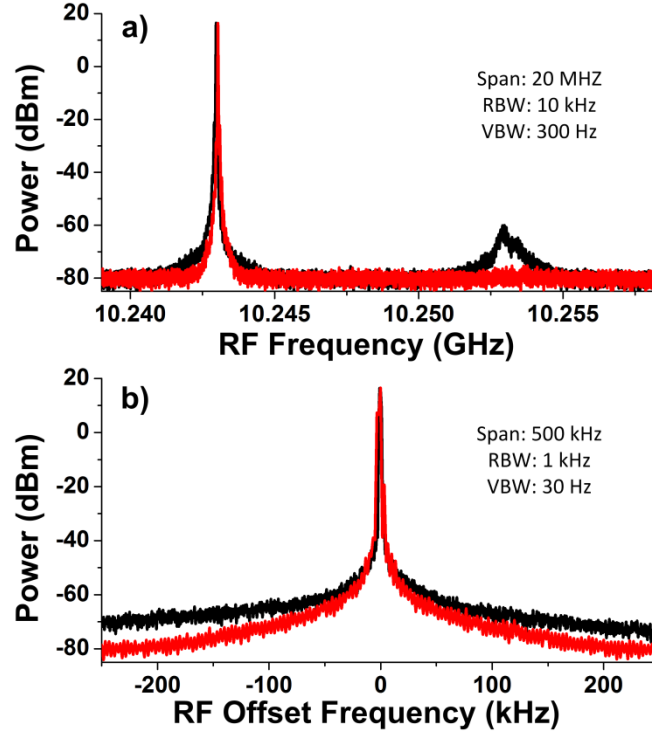 a)
20
0
-20
-40
-60
-80
Power (dBm)
Span: 20 MHZ
RBW: 10 kHz
VBW: 300 Hz
10.240
10.245
10.250
10.255
RF Frequency (GHz)
b)
20
0
-20
-40
-60
-80
Power (dBm)
Span: 500 kHz
RBW: 1 kHz
VBW: 30 Hz
-200
-100
0
100
200
RF Offset Frequency (kHz)